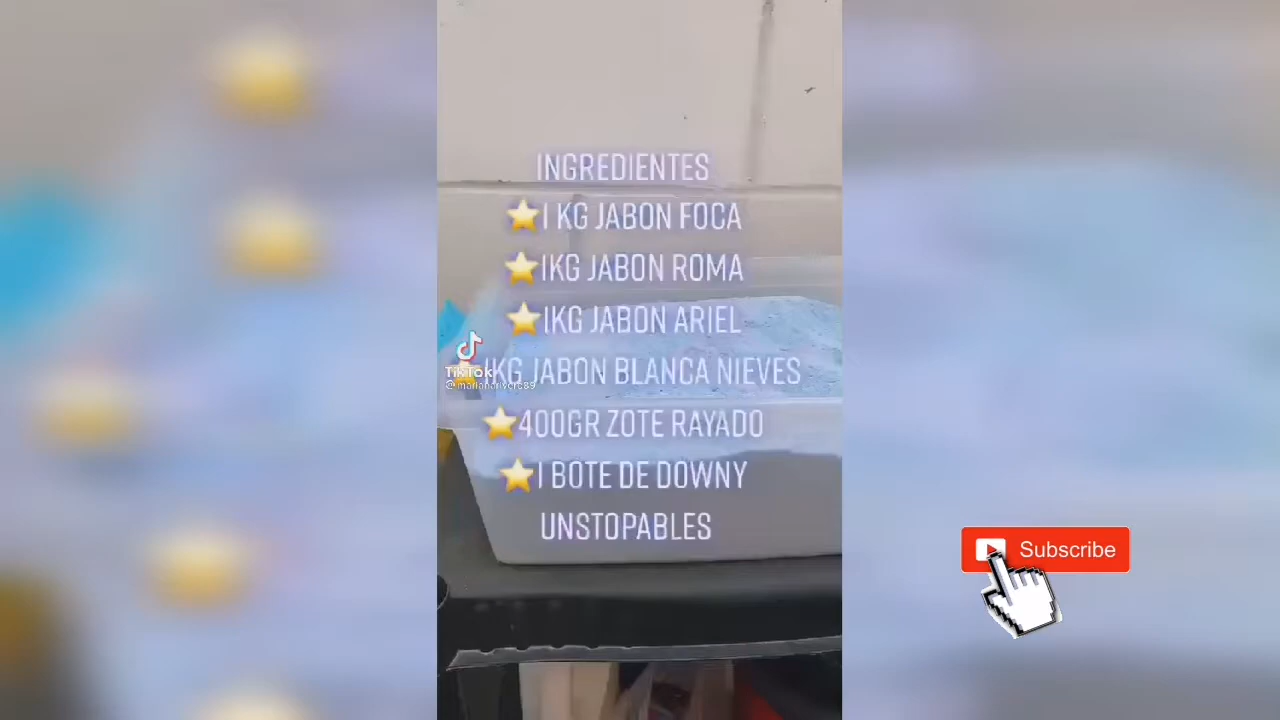 INGREDIENTES
⭐1 KG JABON FOCA
⭐1KG JABON ROMA
⭐1KG JABON ARIEL
⭐1KG JABON BLANCA NIEVES
⭐400GR ZOTE RAYADO
⭐1 BOTE DE DOWNY
UNSTOPABLES
TikTok
Subscribe